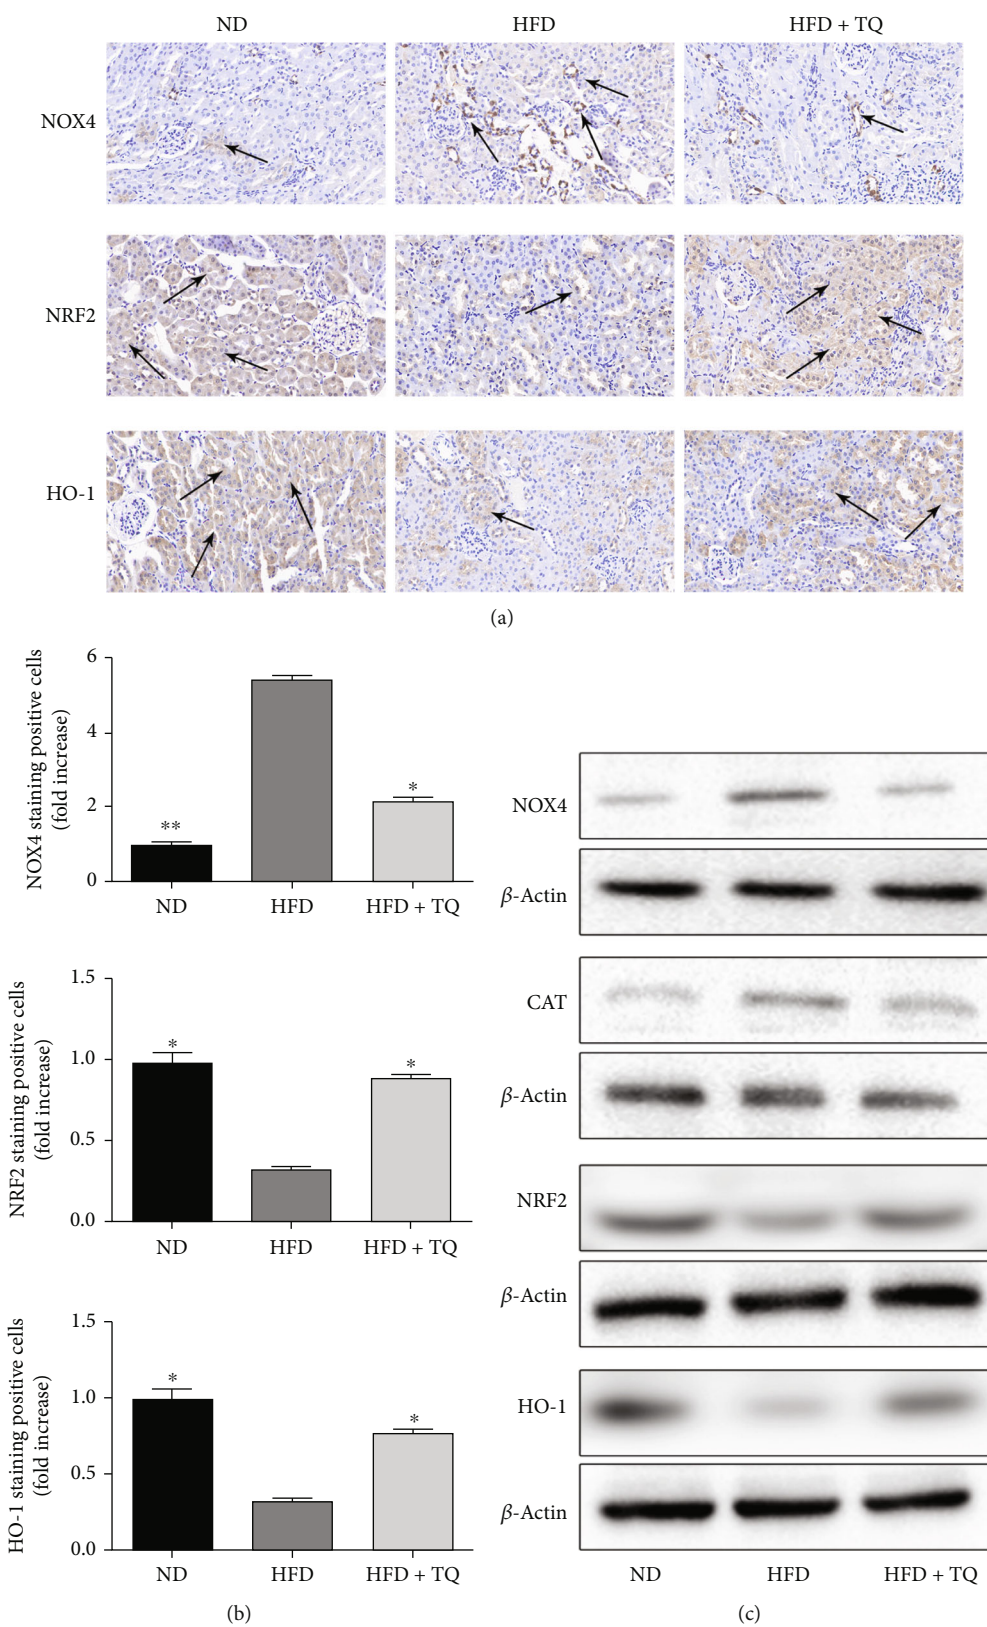 ND HFD HFD + TQ
NOX4
NRF2
HO-1
(a)
NOX4 staining positive cells
(fold increase)
6
4
2
0
**
*
ND HFD HFD + TQ
NRF2 staining positive cells
(fold increase)
1.5
1.0
0.5
0.0
*
*
ND HFD HFD + TQ
HO-1 staining positive cells
(fold increase)
1.5
1.0
0.5
0.0
*
*
ND HFD HFD + TQ
(b)
NOX4
β-Actin
CAT
β-Actin
NRF2
β-Actin
HO-1
β-Actin
ND HFD HFD + TQ
(c)